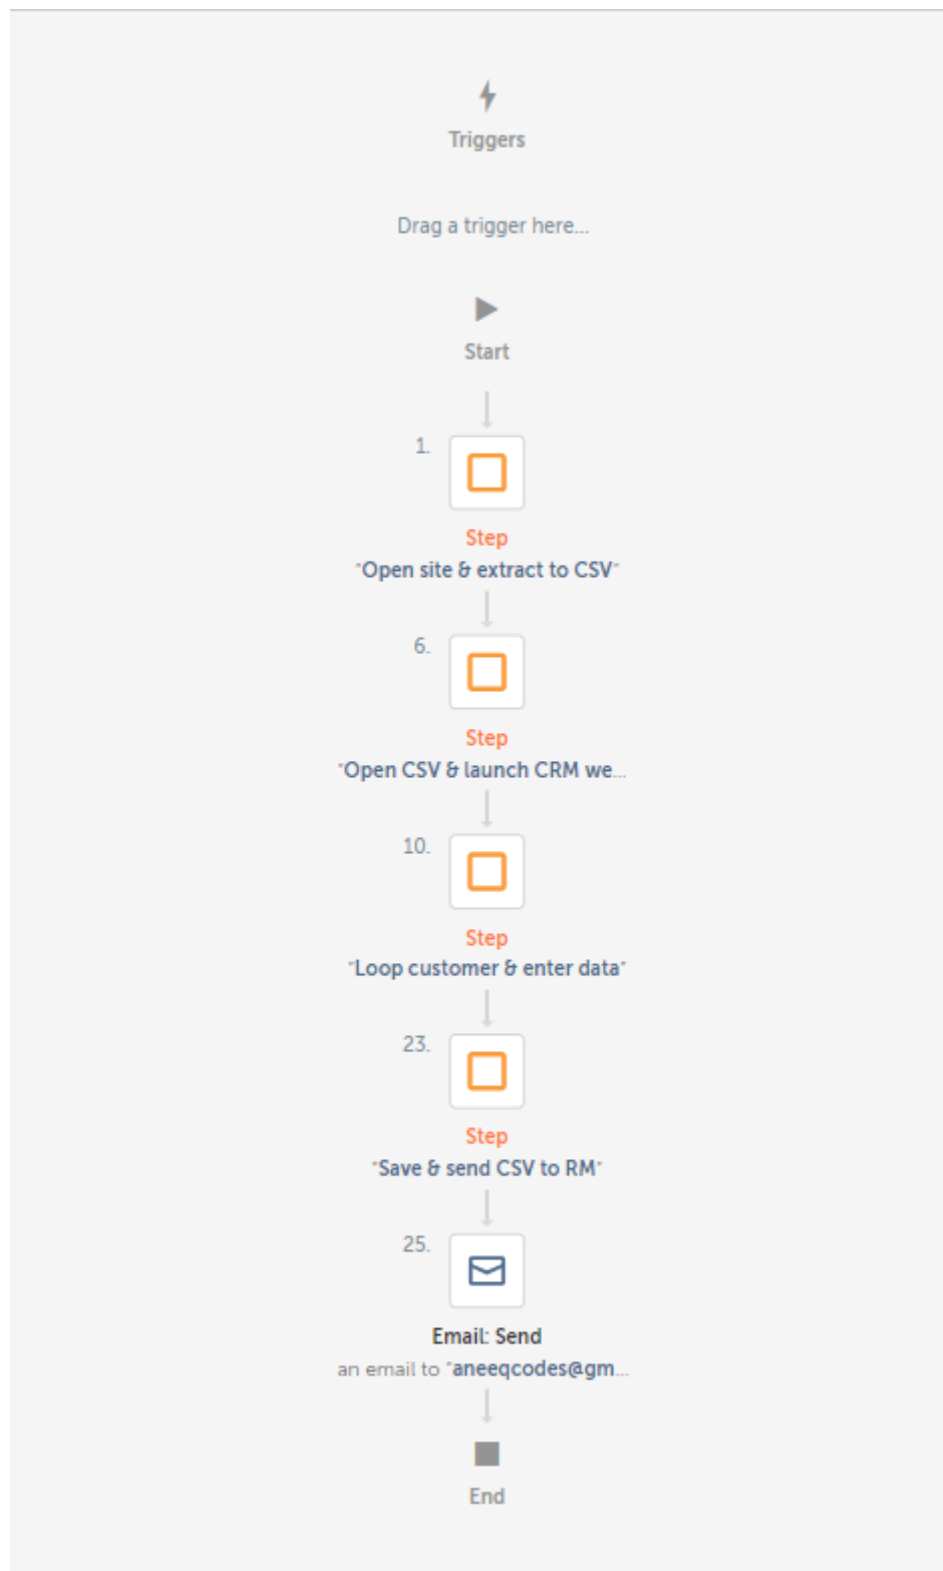 Triggers
Drag a trigger here...
Start
1.
Step
"Open site & extract to CSV"
6.
Step
"Open CSV & launch CRM we...
10.
Step
"Loop customer & enter data"
23.
Step
"Save & send CSV to RM"
25.
Email: Send
an email to "aneeqcodes@gm...
End